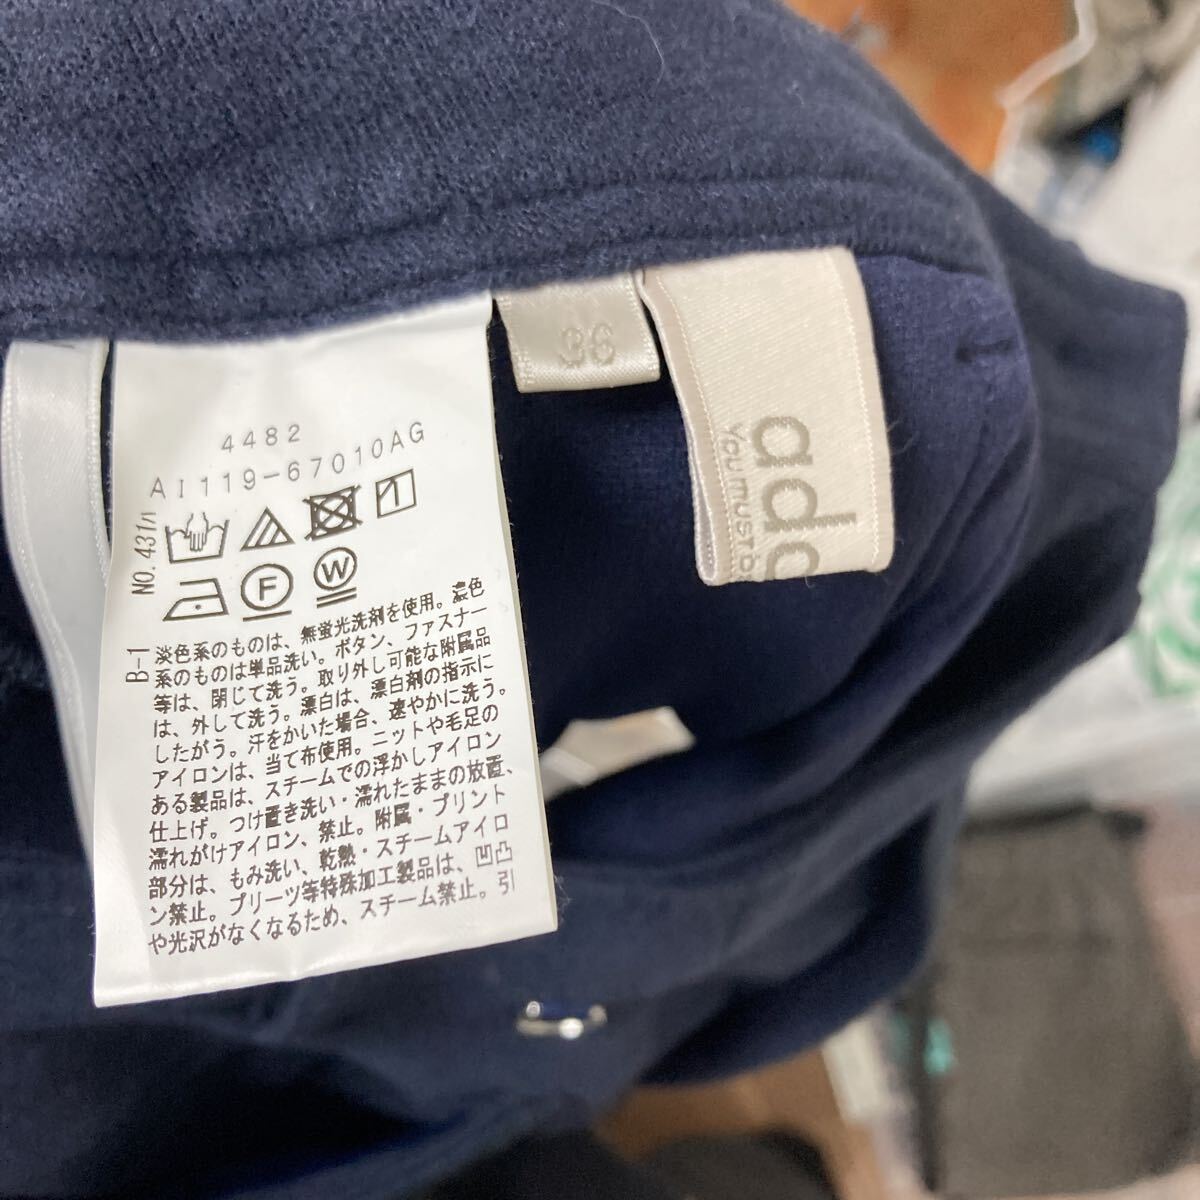 36
add
4482
AI119-67010AG
NO.431ハ
1
F
W
B-1
淡色系のものは、無蛍光洗剤を使用。濃色
系のものは単品洗い。ボタン、ファスナー
等は、閉じて洗う。取り外し可能な附属品
は、外して洗う。漂白は、漂白剤の指示に
したがう。汗をかいた場合、速やかに洗う。
アイロンは、当て布使用。ニットや毛足の
ある製品は、スチームでの浮かしアイロン
仕上げ。つけ置き洗い・濡れたままの放置、
濡れがけアイロン、禁止。附属・プリント
部分は、もみ洗い、乾熱・スチームアイロ
ン禁止。プリーツ等特殊加工製品は、凹凸
や光沢がなくなるため、スチーム禁止。引